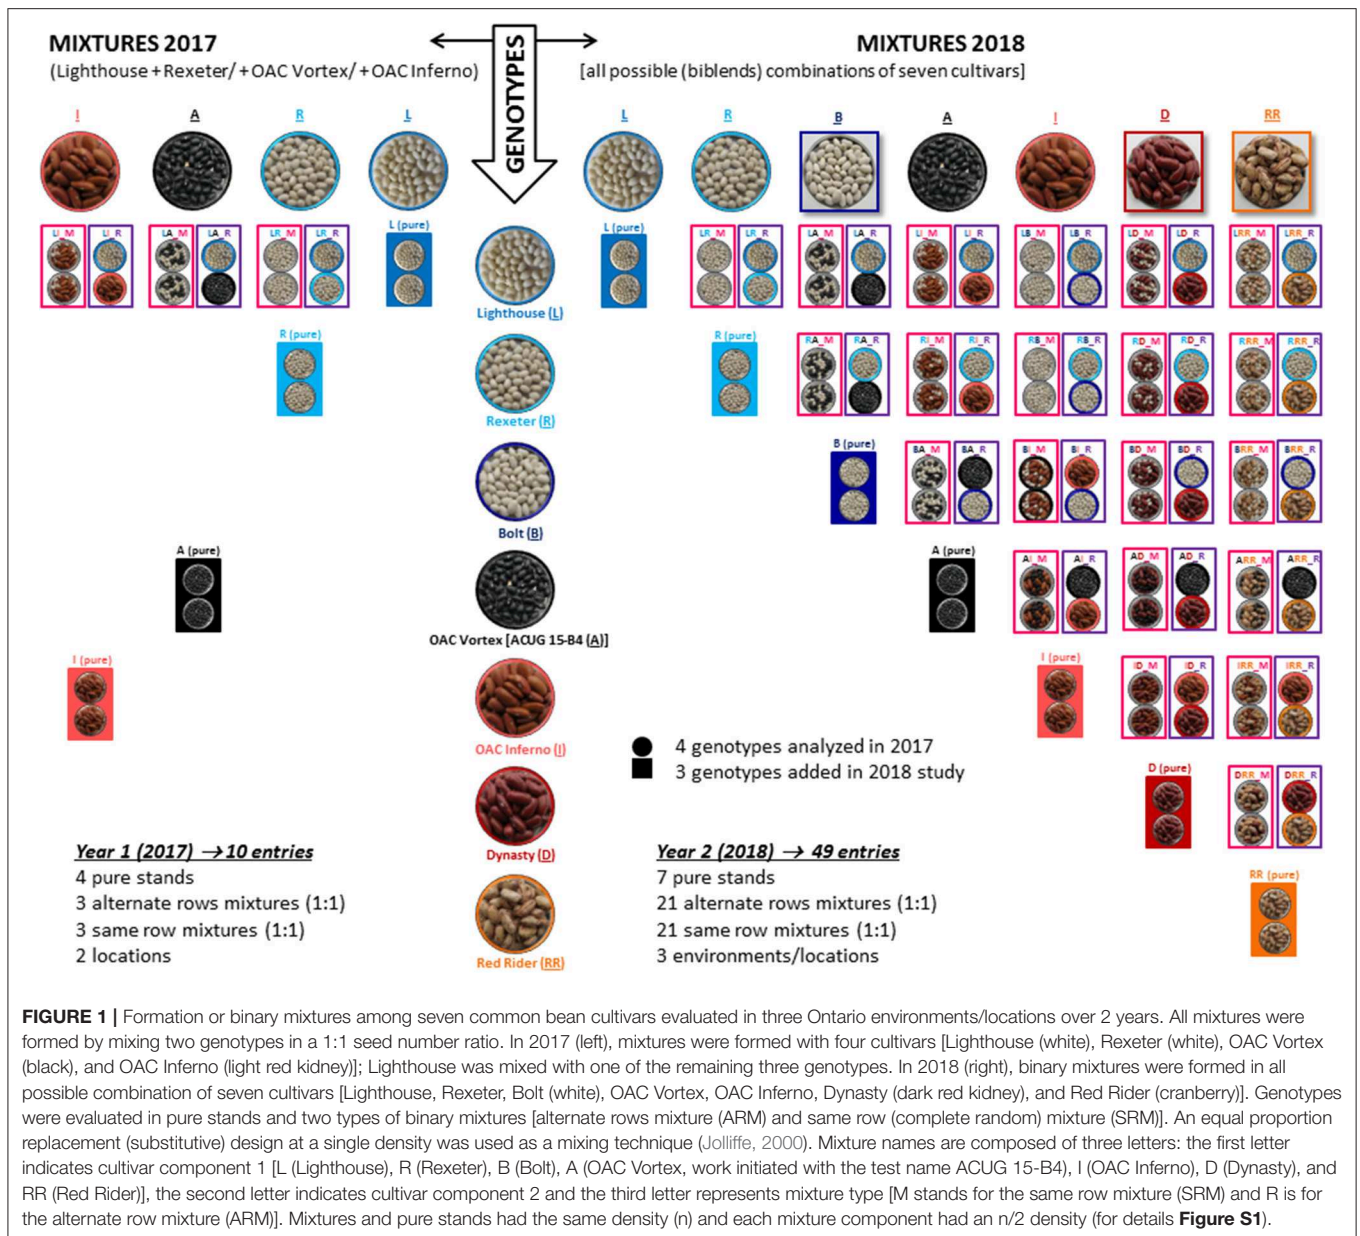 MIXTURES 2017
(Lighthouse + Rexeter/ + OAC Vortex/ + OAC Inferno)
GENOTYPES
MIXTURES 2018
[all possible (biblends) combinations of seven cultivars]
I A R L L R B A I D RR
L (pure) L (pure)
LI_M LI_R LA_M LA_R LR_M LR_R LR_M LR_R LA_M LA_R LI_M LI_R LB_M LB_R LD_M LD_R LRR_M LRR_R
Lighthouse (L)
R (pure) R (pure) RA_M RA_R RI_M RI_R RB_M RB_R RD_M RD_R RRR_M RRR_R
Rexeter (R)
B (pure) BA_M BA_R BI_M BI_R BD_M BD_R BRR_M BRR_R
Bolt (B)
A (pure) A (pure) AI_M AI_R AD_M AD_R ARR_M ARR_R
OAC Vortex [ACUG 15-B4 (A)]
I (pure) I (pure) ID_M ID_R IRR_M IRR_R
OAC Inferno (I)
4 genotypes analyzed in 2017
3 genotypes added in 2018 study
D (pure) DRR_M DRR_R
Dynasty (D)
RR (pure)
Red Rider (RR)
Year 1 (2017) → 10 entries
4 pure stands
3 alternate rows mixtures (1:1)
3 same row mixtures (1:1)
2 locations
Year 2 (2018) → 49 entries
7 pure stands
21 alternate rows mixtures (1:1)
21 same row mixtures (1:1)
3 environments/locations
FIGURE 1 | Formation or binary mixtures among seven common bean cultivars evaluated in three Ontario environments/locations over 2 years. All mixtures were
formed by mixing two genotypes in a 1:1 seed number ratio. In 2017 (left), mixtures were formed with four cultivars [Lighthouse (white), Rexeter (white), OAC Vortex
(black), and OAC Inferno (light red kidney)]; Lighthouse was mixed with one of the remaining three genotypes. In 2018 (right), binary mixtures were formed in all
possible combination of seven cultivars [Lighthouse, Rexeter, Bolt (white), OAC Vortex, OAC Inferno, Dynasty (dark red kidney), and Red Rider (cranberry)]. Genotypes
were evaluated in pure stands and two types of binary mixtures [alternate rows mixture (ARM) and same row (complete random) mixture (SRM)]. An equal proportion
replacement (substitutive) design at a single density was used as a mixing technique (Jolliffe, 2000). Mixture names are composed of three letters: the first letter
indicates cultivar component 1 [L (Lighthouse), R (Rexeter), B (Bolt), A (OAC Vortex, work initiated with the test name ACUG 15-B4), I (OAC Inferno), D (Dynasty), and
RR (Red Rider)], the second letter indicates cultivar component 2 and the third letter represents mixture type [M stands for the same row mixture (SRM) and R is for
the alternate row mixture (ARM)]. Mixtures and pure stands had the same density (n) and each mixture component had an n/2 density (for details Figure S1).